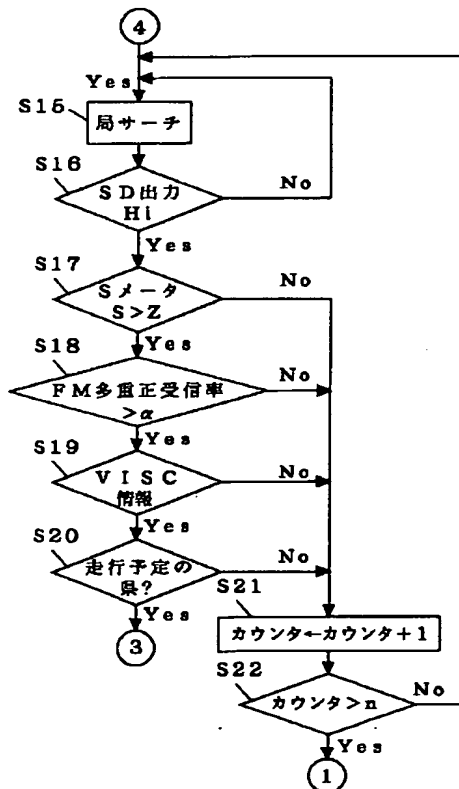 4
Yes
S15
局サーチ
S16
SD出力
Hi
No
Yes
S17
Sメータ
S>Z
No
Yes
S18
FM多重正受信率
>α
No
Yes
S19
VISC
情報
No
Yes
S20
走行予定の
県?
No
Yes
3
S21
カウンタ←カウンタ+1
S22
カウンタ>n
No
Yes
1